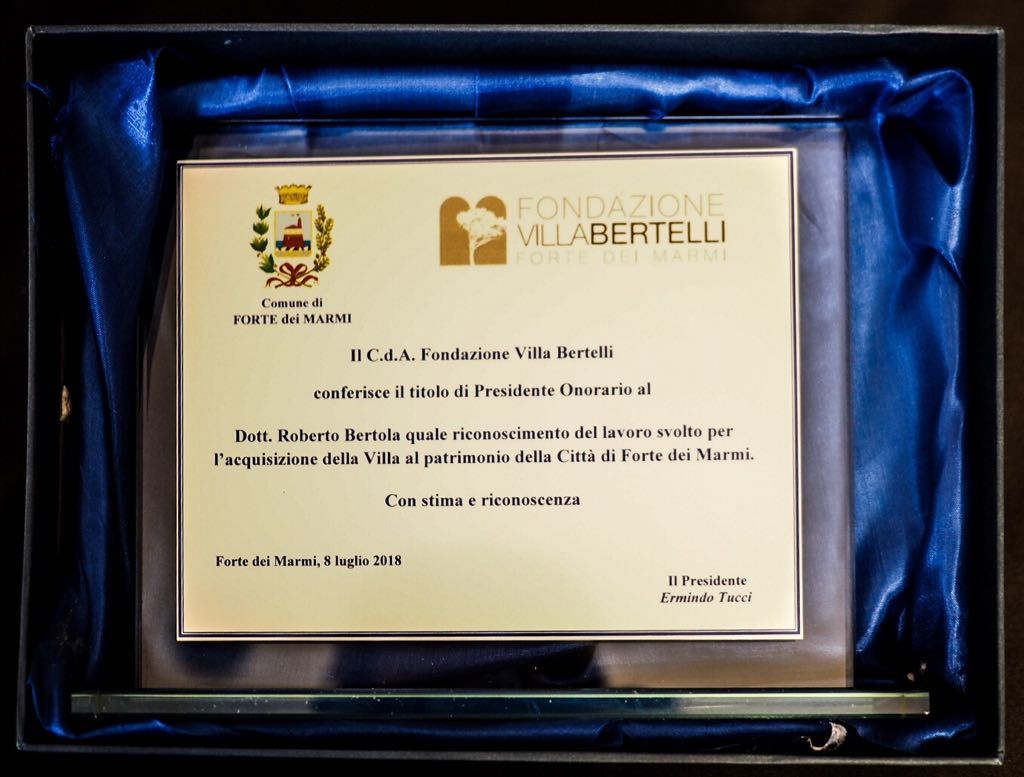 Comune di
FORTE dei MARMI
FONDAZIONE
VILLABERTELLI
FORTE DEI MARMI
Il C.d.A. Fondazione Villa Bertelli
conferisce il titolo di Presidente Onorario al
Dott. Roberto Bertola quale riconoscimento del lavoro svolto per
l'acquisizione della Villa al patrimonio della Città di Forte dei Marmi.
Con stima e riconoscenza
Forte dei Marmi, 8 luglio 2018
Il Presidente
Ermindo Tucci